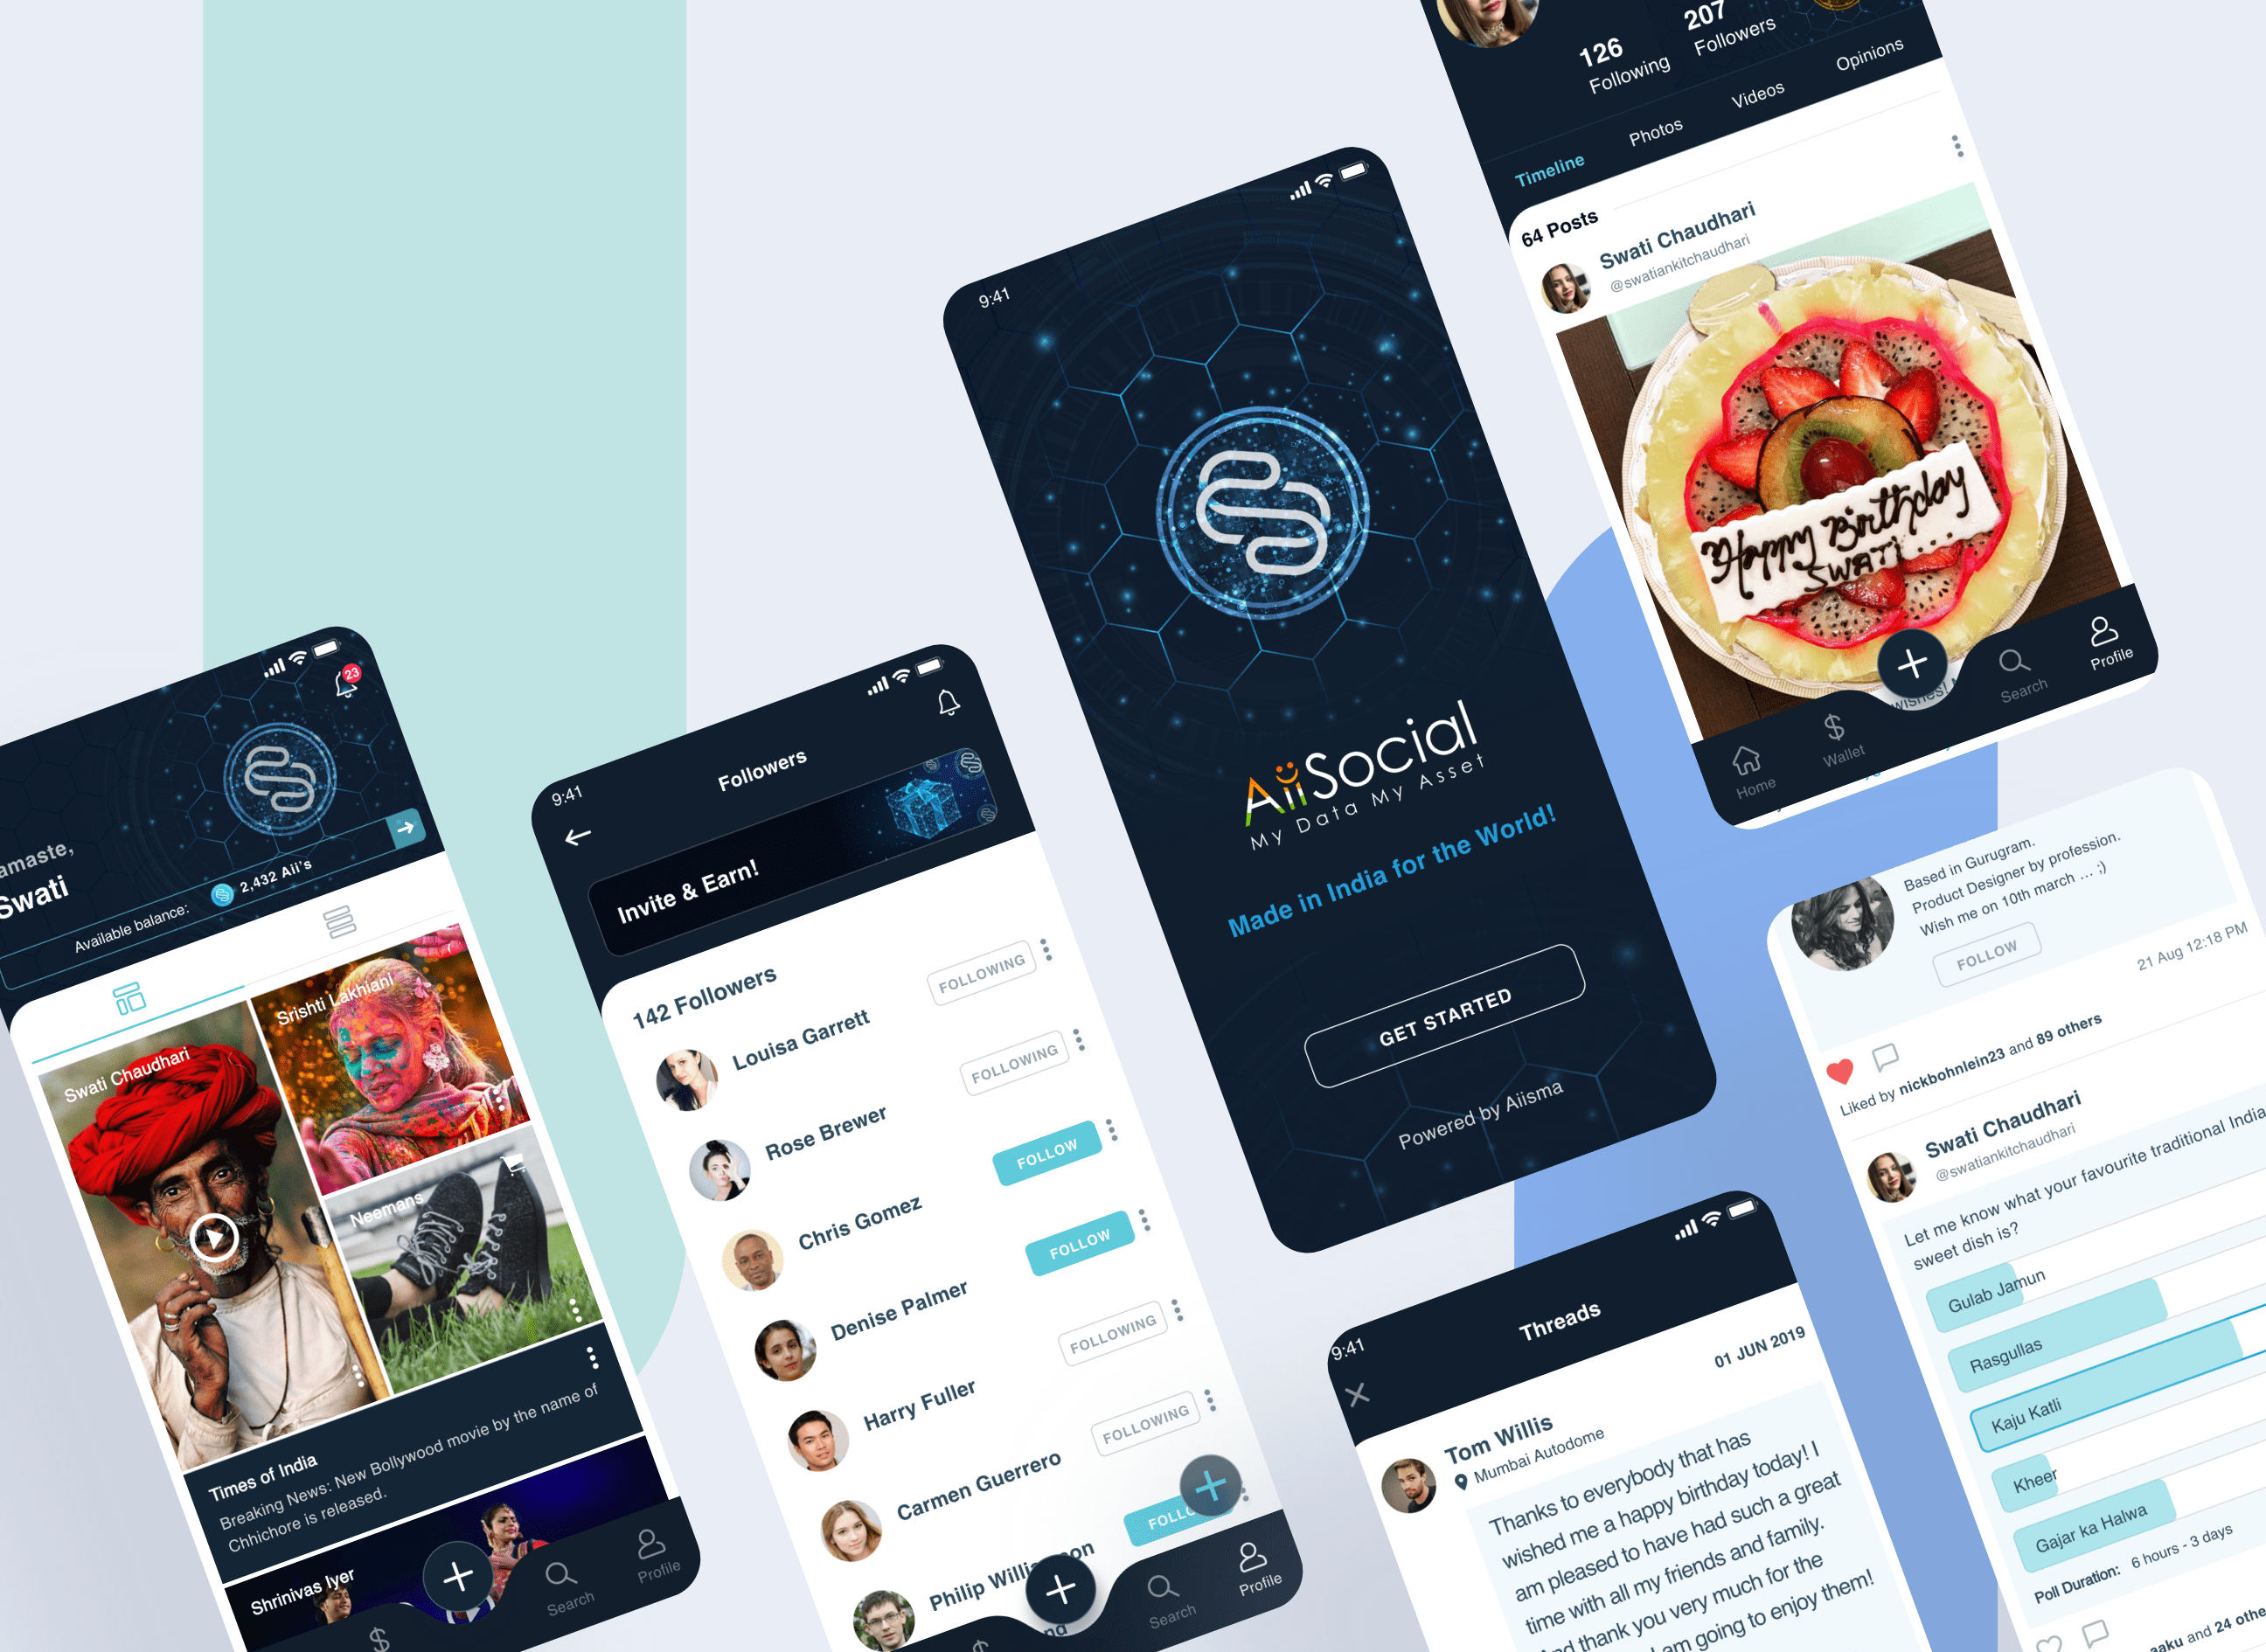 23
amaste,
Swati
Available balance:
2,432 Aii's
Swati Chaudhari
Srishti Lakhiani
Neemans
Times of India
Breaking News: New Bollywood movie by the name of
Chhichore is released.
Shrinivas Iyer
Search
Profile
9:41
Followers
Invite & Earn!
142 Followers
Louisa Garrett
FOLLOWING
Rose Brewer
FOLLOWING
Chris Gomez
FOLLOW
Denise Palmer
FOLLOW
Harry Fuller
FOLLOWING
Carmen Guerrero
FOLLOWING
Philip Willia
on
FOLLO
Search
Profile
9:41
AiiSocial
My Data My Asset
Made in India for the World!
GET STARTED
Powered by Aiisma
126
Following
207
Followers
Timeline
Photos
Videos
Opinions
64 Posts
Swati Chaudhari
@swatiankitchaudhari
Happy Birthday
SWATI...
Home
Wallet
Search
Profile
Based in Gurugram.
Product Designer by profession.
Wish me on 10th march ... ;)
FOLLOW
21 Aug 12:18 PM
Liked by nickbohnlein23 and 89 others
Swati Chaudhari
@swatiankitchaudhari
Let me know what your favourite traditional India
sweet dish is?
Gulab Jamun
Rasgullas
Kaju Katli
Kheer
Gajar ka Halwa
Poll Duration: 6 hours - 3 days
aaku and 24 othe
9:41
Threads
01 JUN 2019
Tom Willis
Mumbai Autodome
Thanks to everybody that has
wished me a happy birthday today! I
am pleased to have had such a great
time with all my friends and family.
And thank you very much for the
I am going to enjoy them!